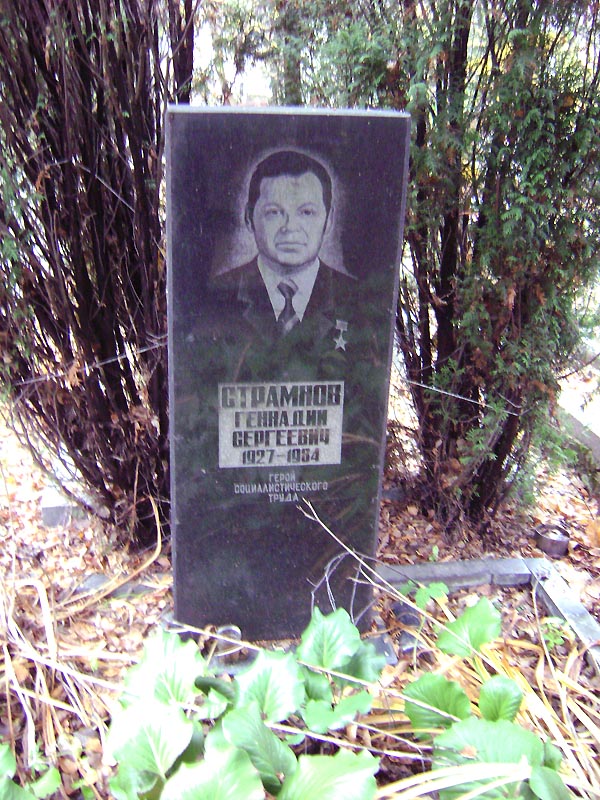 СТРАМНОВ
ГЕННАДИЙ
СЕРГЕЕВИЧ
1927-1984
ГЕРОЙ
СОЦИАЛИСТИЧЕСКОГО
ТРУДА